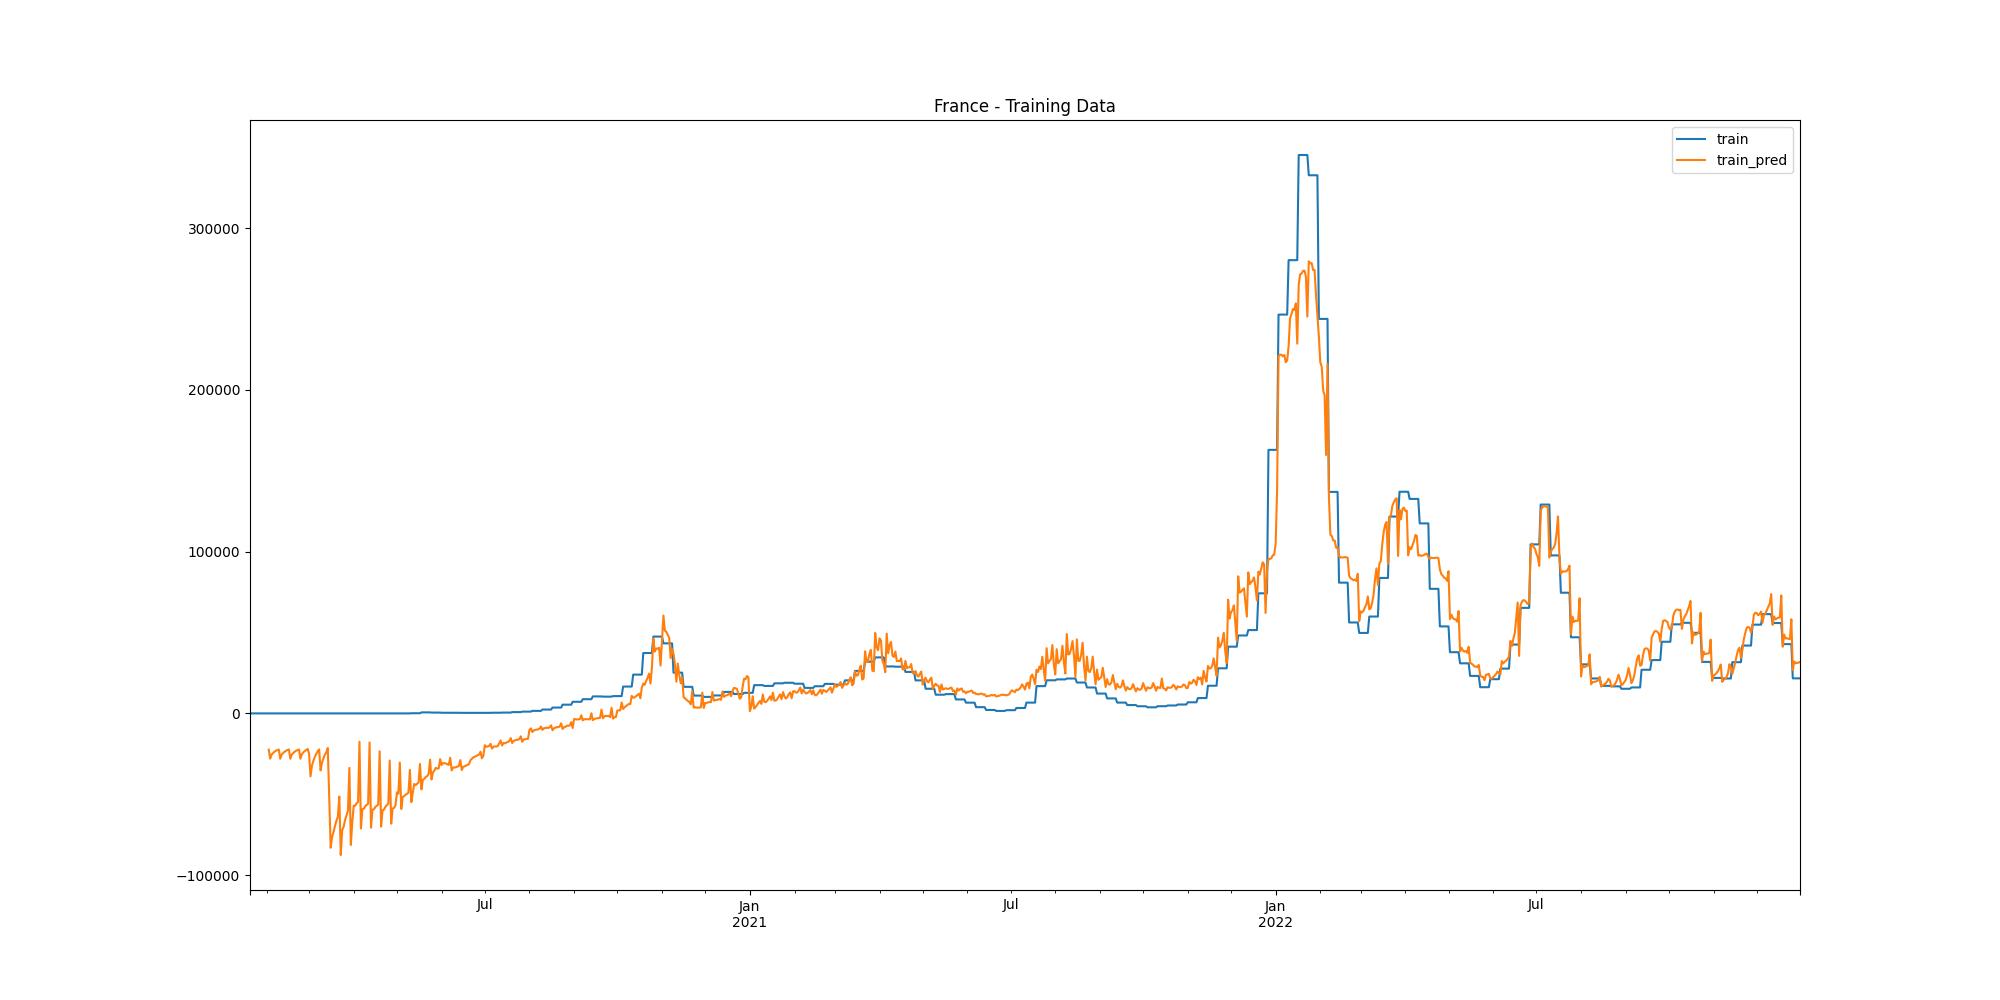 France - Training Data
train
train_pred
300000
200000
100000
0
−100000
Jul
Jan
2021
Jul
Jan
2022
Jul